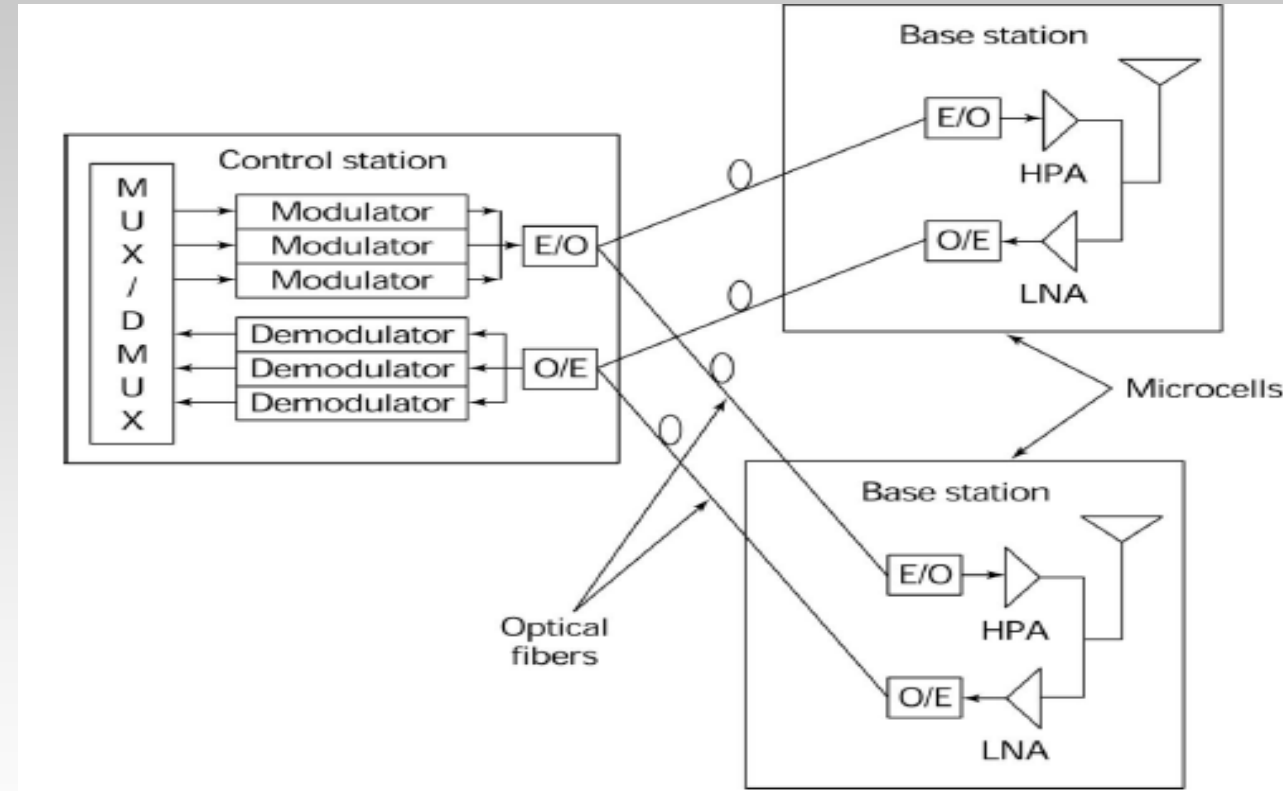 Control station
M
U
X
/
D
M
U
X
Modulator
Modulator
Modulator
E/O
Demodulator
Demodulator
Demodulator
O/E
Base station
E/O
HPA
O/E
LNA
Microcells
Base station
E/O
HPA
O/E
LNA
Optical
fibers